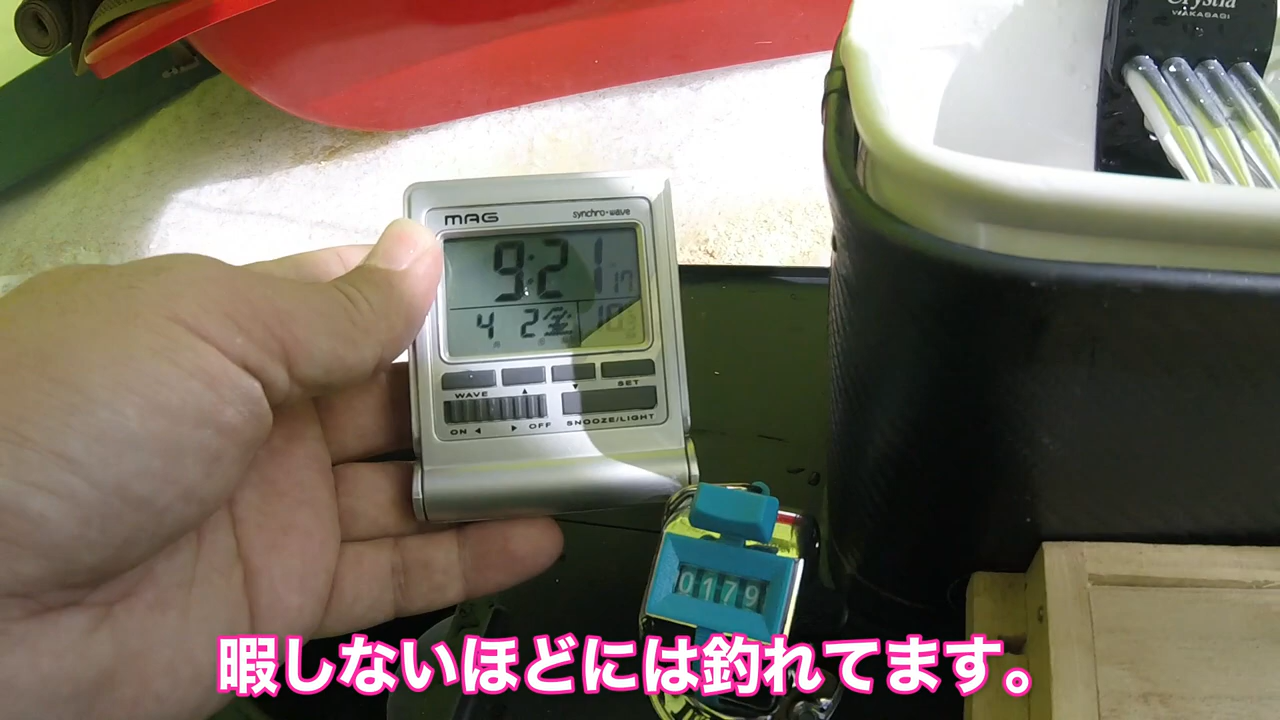 Crystia
WAKASAGI
MAG
synchro・wave
9:21 17
4 2金
WAVE
SET
ON ◀ ▶ OFF
SNOOZE/LIGHT
0179
暇しないほどには釣れてます。